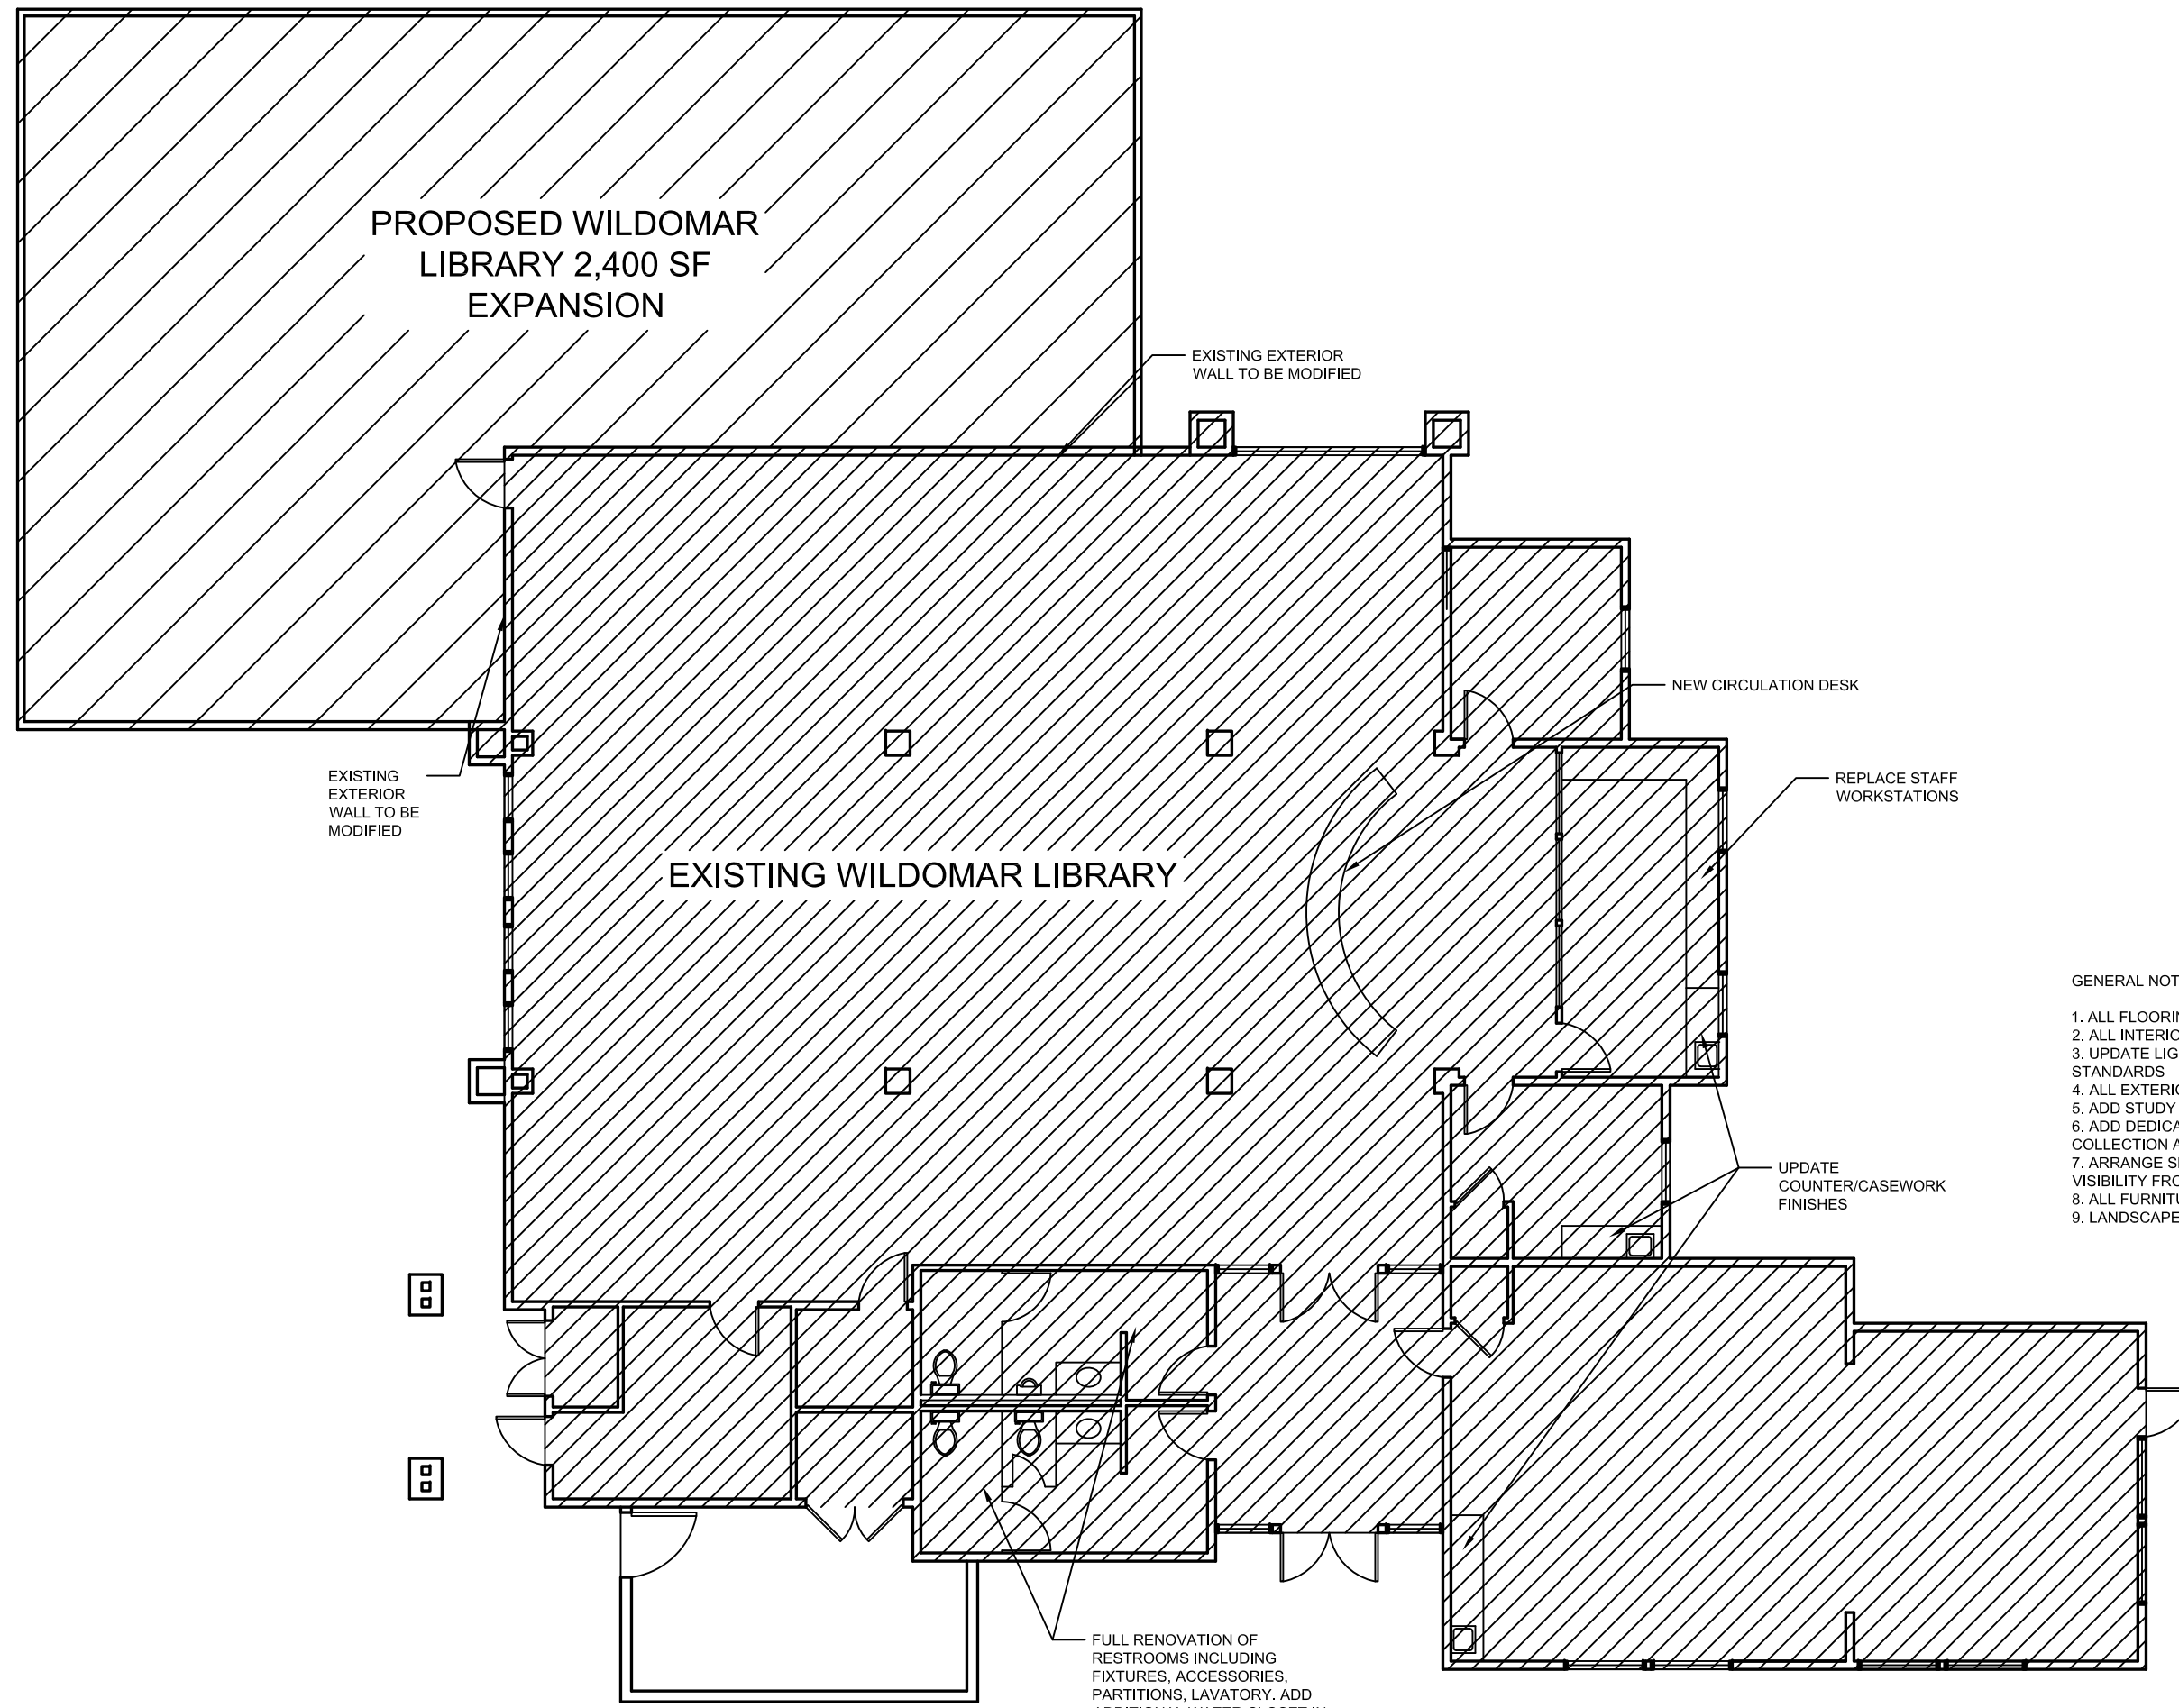 PROPOSED WILDOMAR
LIBRARY 2,400 SF
EXPANSION
EXISTING EXTERIOR
WALL TO BE MODIFIED
NEW CIRCULATION DESK
EXISTING
EXTERIOR
WALL TO BE
MODIFIED
REPLACE STAFF
WORKSTATIONS
EXISTING WILDOMAR LIBRARY
GENERAL NOT
1. ALL FLOORIN
2. ALL INTERIO
3. UPDATE LIG
STANDARDS
4. ALL EXTERIO
5. ADD STUDY
6. ADD DEDICA
COLLECTION A
7. ARRANGE S
VISIBILITY FRO
8. ALL FURNITU
9. LANDSCAPE
UPDATE
COUNTER/CASEWORK
FINISHES
FULL RENOVATION OF
RESTROOMS INCLUDING
FIXTURES, ACCESSORIES,
PARTITIONS, LAVATORY. ADD